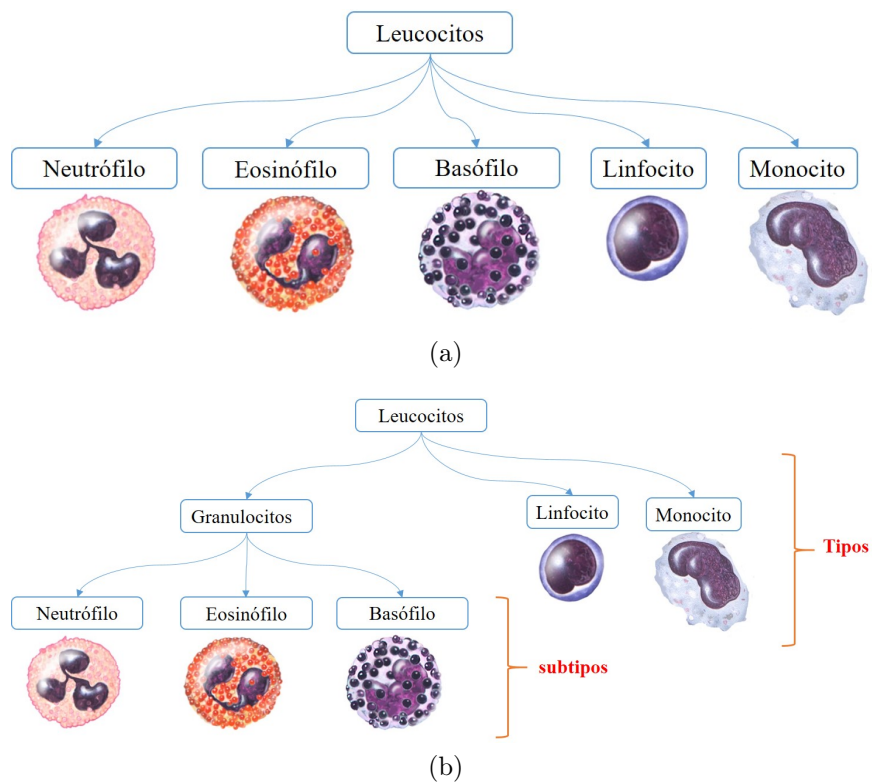 Leucocitos
Neutrófilo Eosinófilo Basófilo Linfocito Monocito
(a)
Leucocitos
Granulocitos Linfocito Monocito
Tipos
Neutrófilo Eosinófilo Basófilo
subtipos
(b)